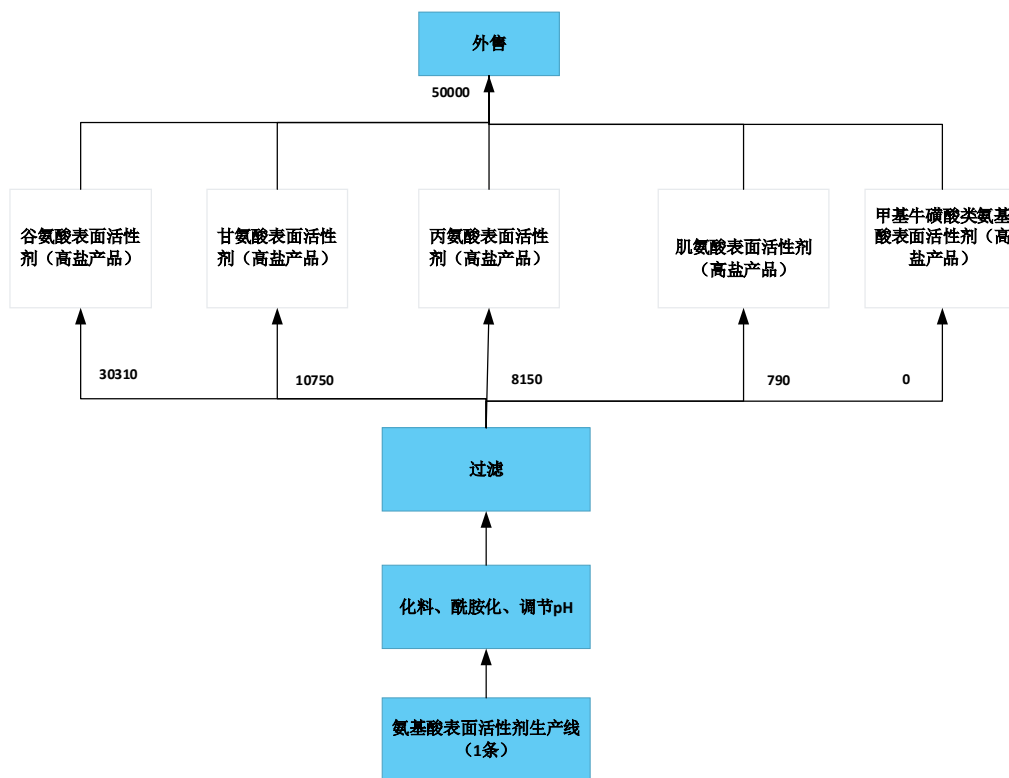 外售
50000
谷氨酸表面活性
剂（高盐产品）
甘氨酸表面活性
剂（高盐产品）
丙氨酸表面活性
剂（高盐产品）
肌氨酸表面活性剂
（高盐产品）
甲基牛磺酸类氨基
酸表面活性剂（高
盐产品）
30310
10750
8150
790
0
过滤
化料、酰胺化、调节pH
氨基酸表面活性剂生产线
（1条）